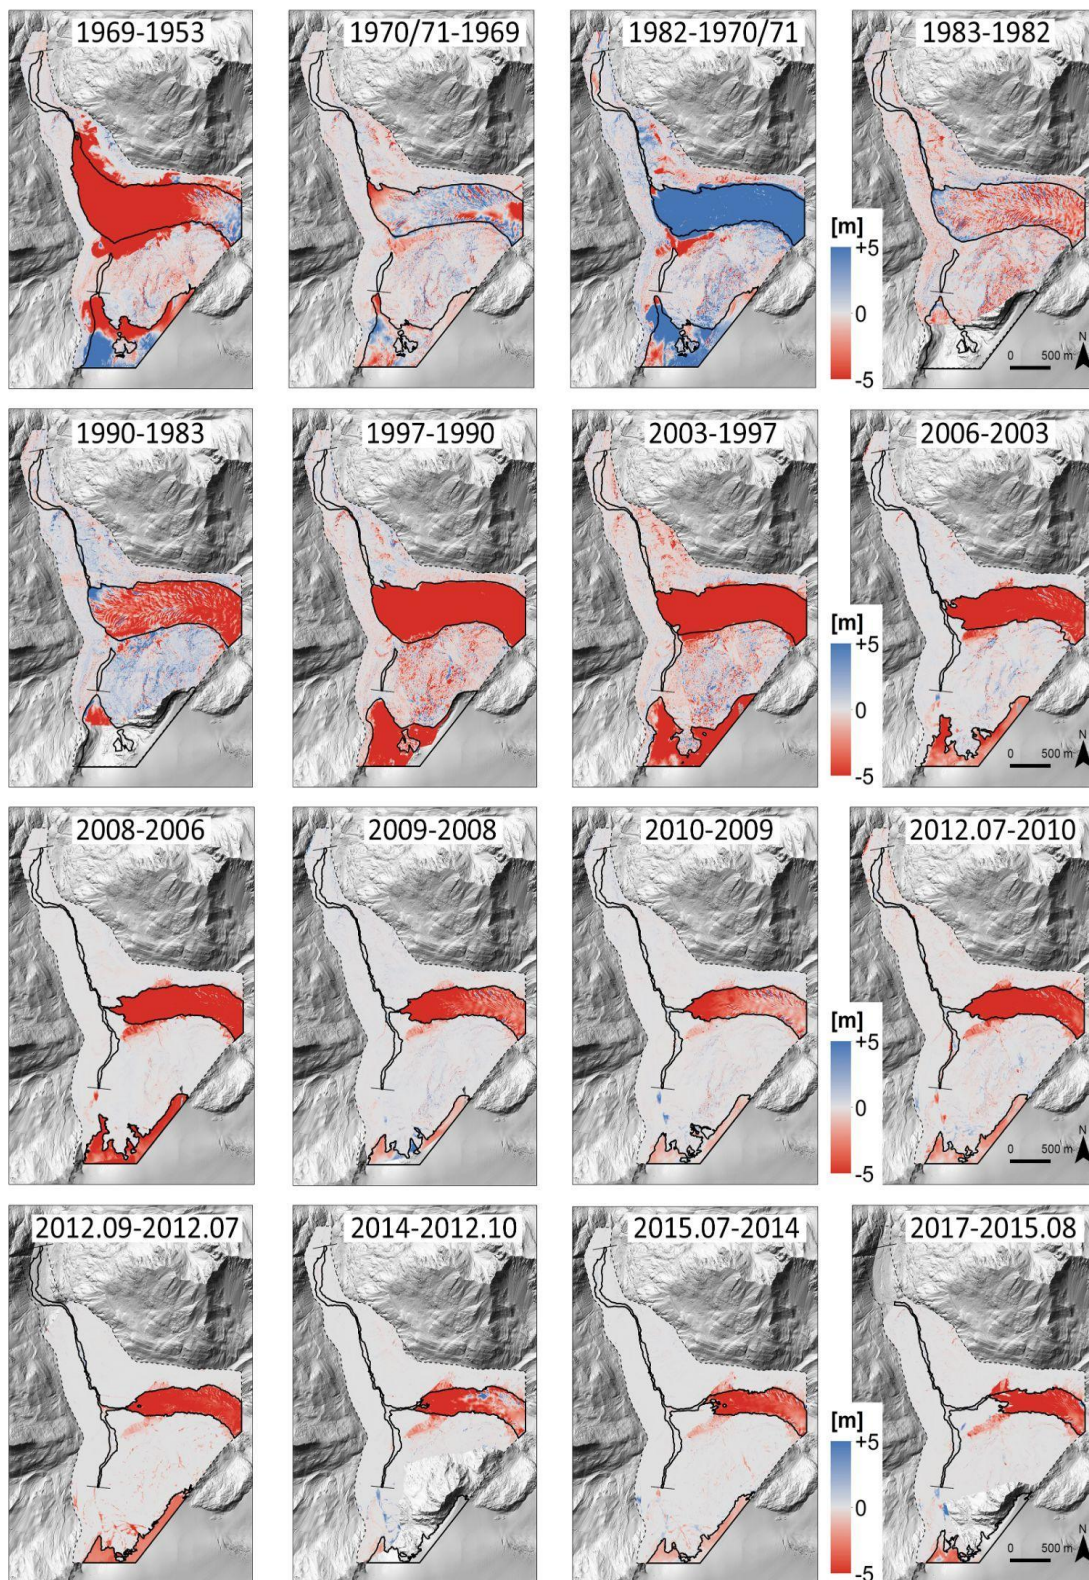 1969-1953
1970/71-1969
1982-1970/71
1983-1982
[m]
+5
0
-5
N
0 500 m
1990-1983
1997-1990
2003-1997
2006-2003
[m]
+5
0
-5
N
0 500 m
2008-2006
2009-2008
2010-2009
2012.07-2010
[m]
+5
0
-5
N
0 500 m
2012.09-2012.07
2014-2012.10
2015.07-2014
2017-2015.08
[m]
+5
0
-5
N
0 500 m